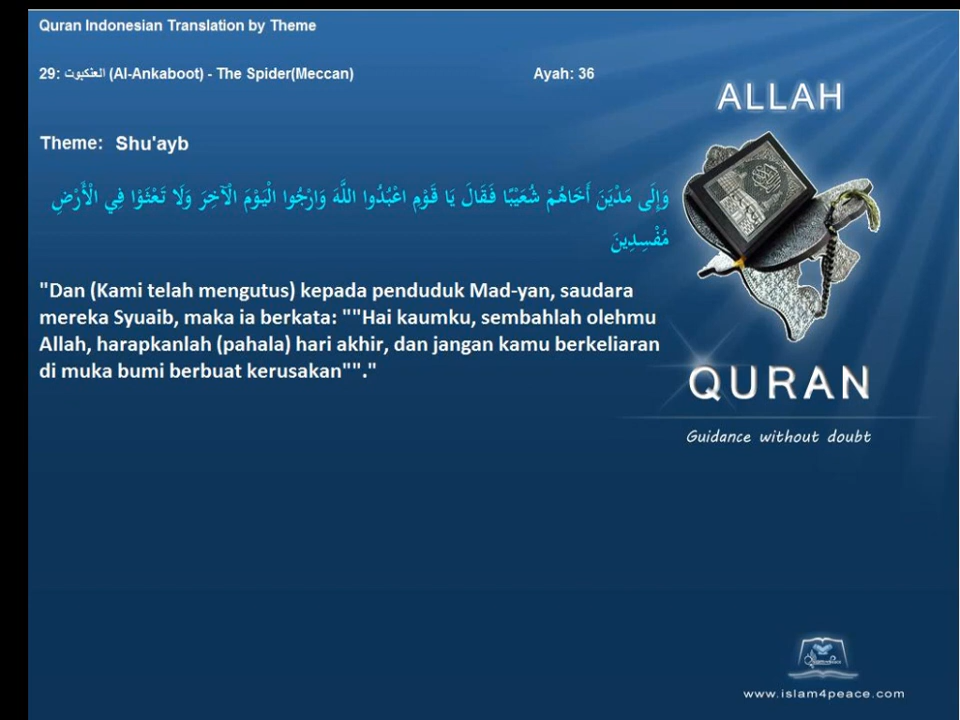 Quran Indonesian Translation by Theme
29: العنكبوت (Al-Ankaboot) - The Spider(Meccan) Ayah: 36
Theme: Shu'ayb
وَإِلَى مَدْيَنَ أَخَاهُمْ شُعَيْبًا فَقَالَ يَا قَوْمِ اعْبُدُوا اللَّهَ وَارْجُوا الْيَوْمَ الْآخِرَ وَلَا تَعْثَوْا فِي الْأَرْضِ
مُفْسِدِينَ
"Dan (Kami telah mengutus) kepada penduduk Mad-yan, saudara
mereka Syuaib, maka ia berkata: ""Hai kaumku, sembahlah olehmu
Allah, harapkanlah (pahala) hari akhir, dan jangan kamu berkeliaran
di muka bumi berbuat kerusakan""."
ALLAH
QURAN
Guidance without doubt
www.islam4peace.com